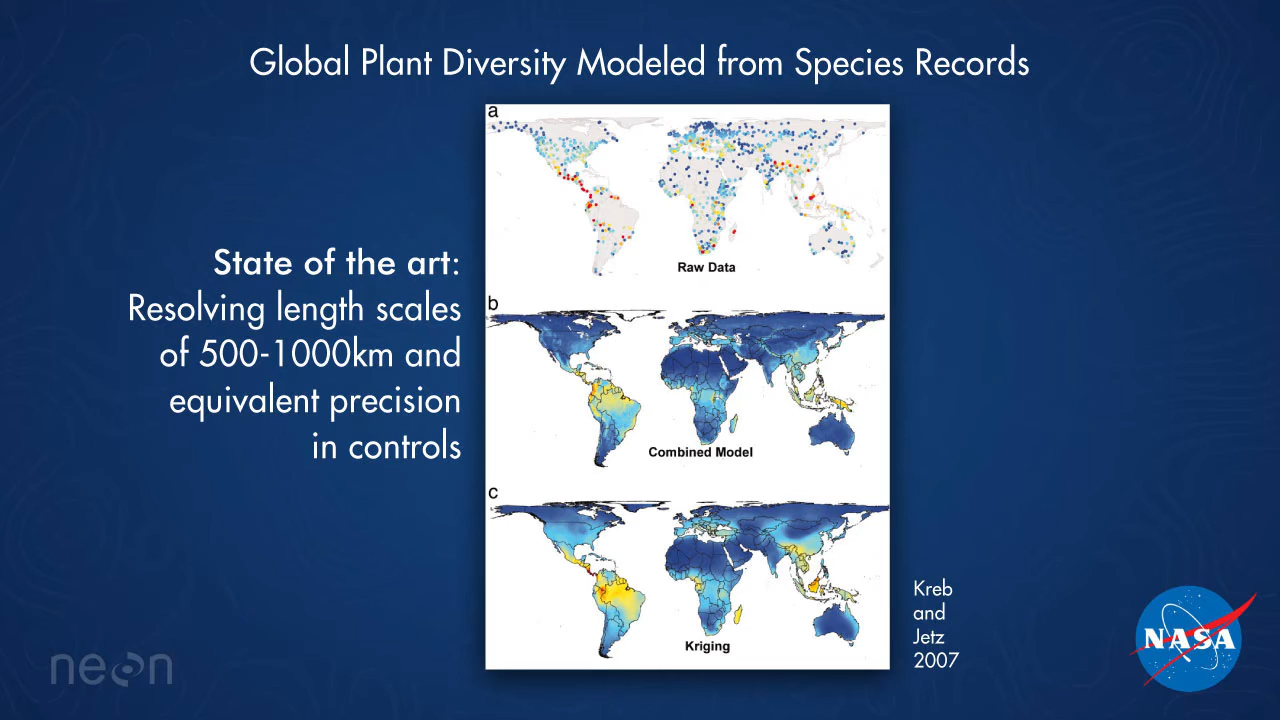 Global Plant Diversity Modeled from Species Records
a
Raw Data
State of the art:
Resolving length scales
of 500-1000km and
equivalent precision
in controls
b
Combined Model
c
Kriging
Kreb
and
Jetz
2007
neon
NASA